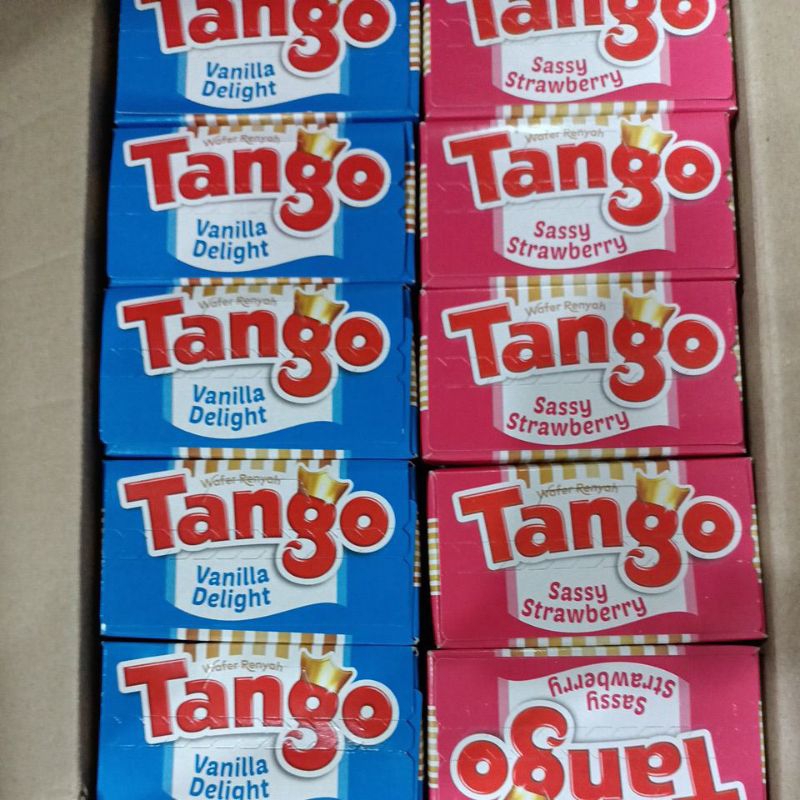 Tango
Vanilla
Delight
Tango
Sassy
Strawberry
Wafer Renyah
Tango
Vanilla
Delight
Wafer Renyah
Tango
Sassy
Strawberry
Wafer Renyah
Tango
Vanilla
Delight
Wafer Renyah
Tango
Sassy
Strawberry
Wafer Renyah
Tango
Vanilla
Delight
Wafer Renyah
Tango
Sassy
Strawberry
Wafer Renyah
Tango
Vanilla
Delight
Sassy
Strawberry
Tango